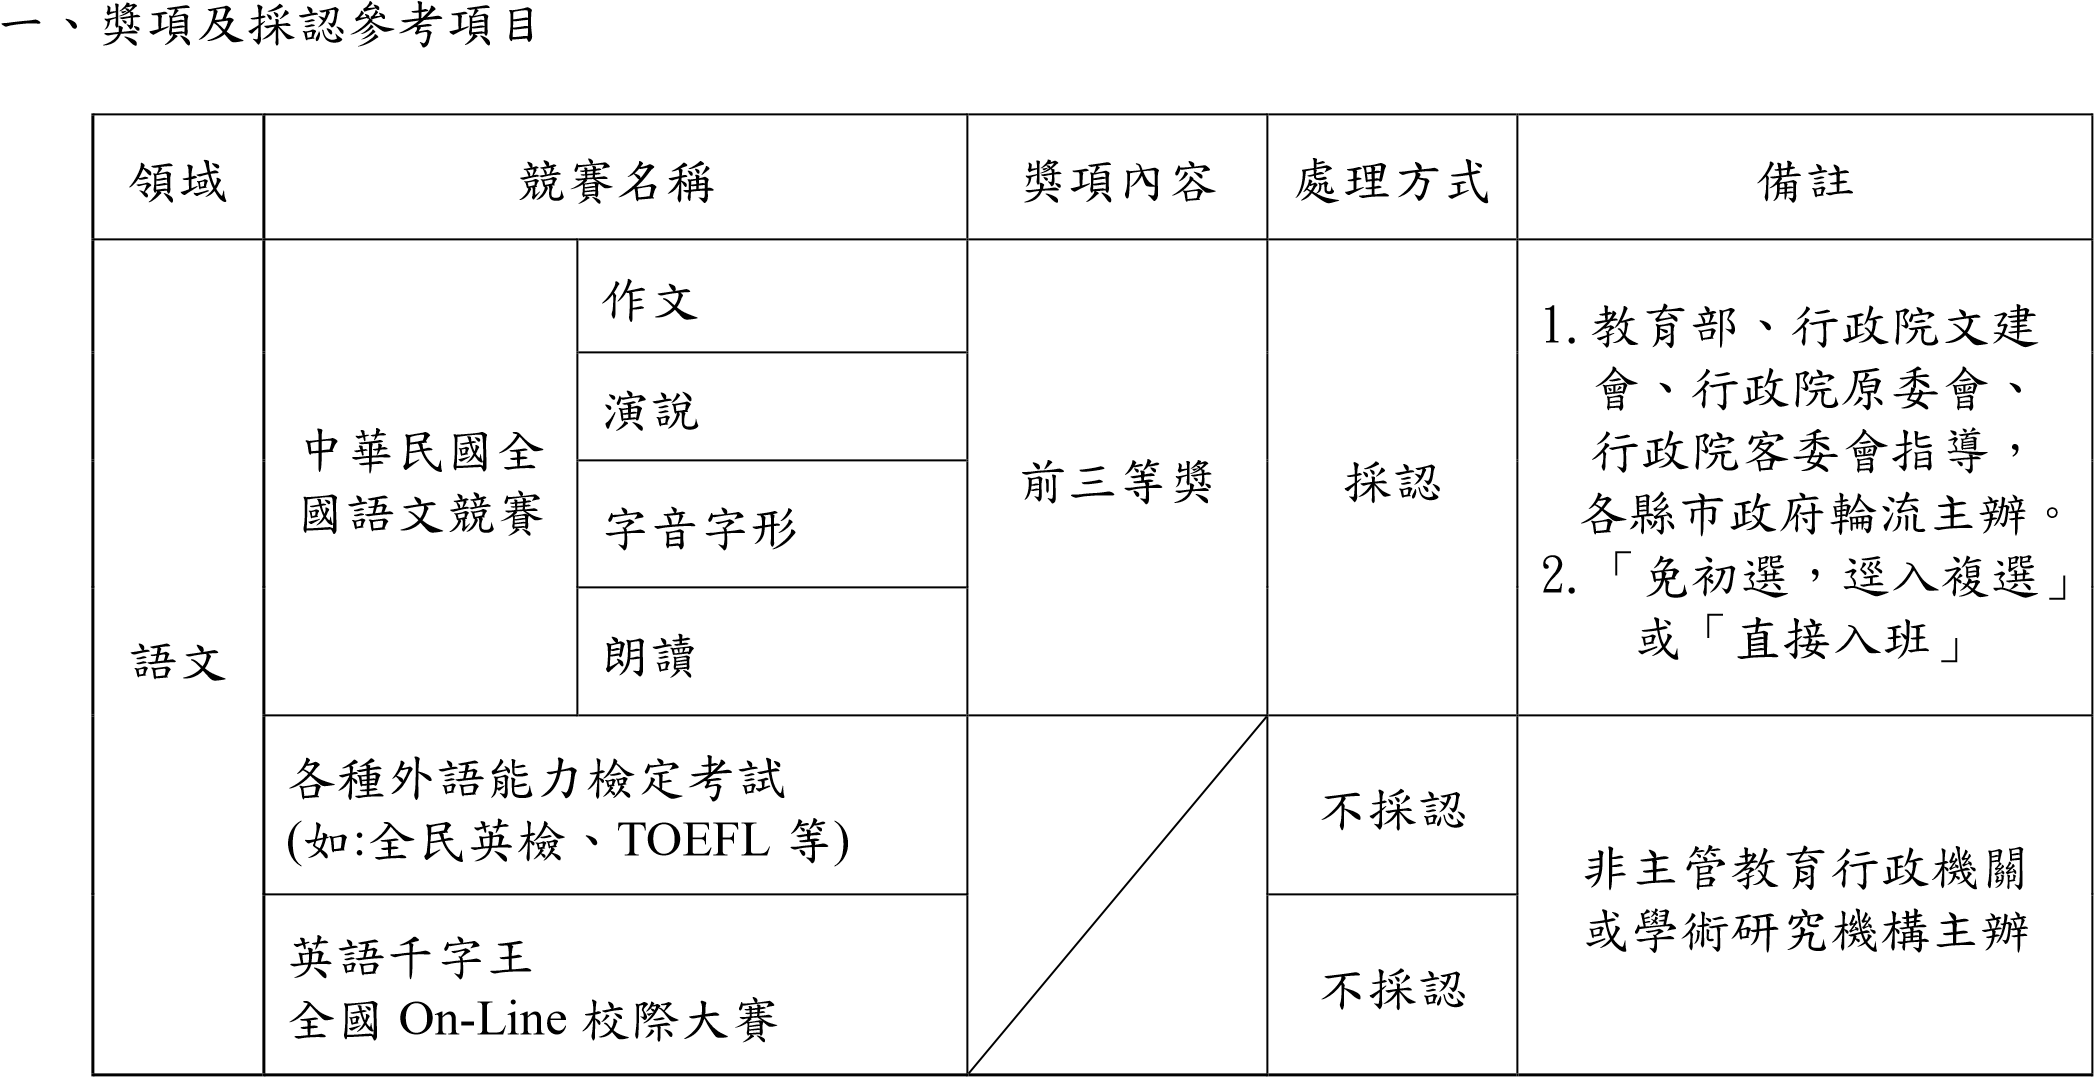 一、獎項及採認參考項目
領域 競賽名稱 獎項內容 處理方式 備註
語文
中華民國全
國語文競賽
作文
演說
字音字形
朗讀
前三等獎
採認
1. 教育部、行政院文建
會、行政院原委會、
行政院客委會指導，
各縣市政府輪流主辦。
2. 「免初選，逕入複選」
或「直接入班」
各種外語能力檢定考試
(如:全民英檢、TOEFL 等)
不採認
英語千字王
全國 On-Line 校際大賽
不採認
非主管教育行政機關
或學術研究機構主辦